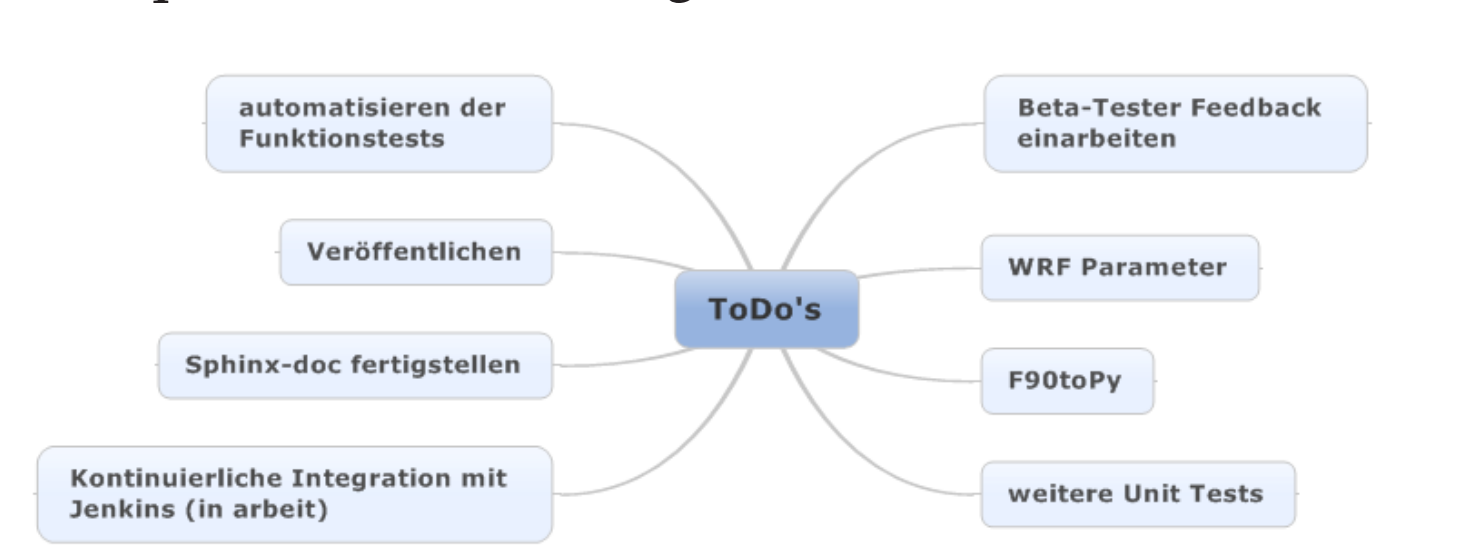 automatisieren der
Funktionstests
Veröffentlichen
Sphinx-doc fertigstellen
Kontinuierliche Integration mit
Jenkins (in arbeit)
ToDo's
Beta-Tester Feedback
einarbeiten
WRF Parameter
F90toPy
weitere Unit Tests